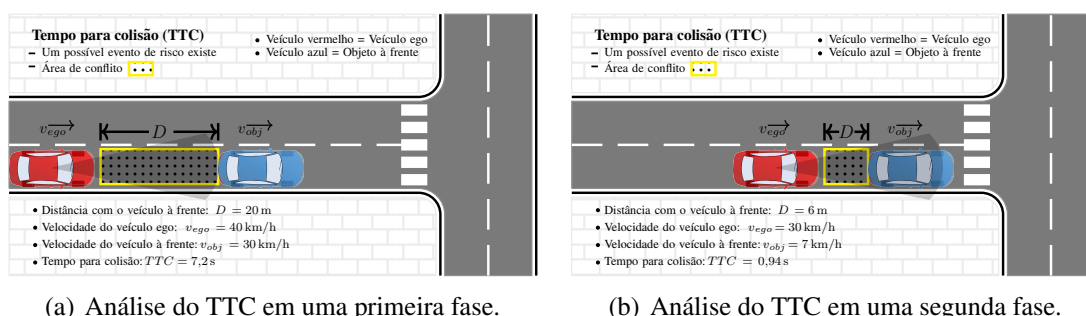 Tempo para colisão (TTC)
– Um possível evento de risco existe
– Área de conflito
• Veículo vermelho = Veículo ego
• Veículo azul = Objeto à frente
v_ego
D
v_obj
• Distância com o veículo à frente: D = 20 m
• Velocidade do veículo ego: v_ego = 40 km/h
• Velocidade do veículo à frente: v_obj = 30 km/h
• Tempo para colisão: TTC = 7,2 s
(a) Análise do TTC em uma primeira fase.
Tempo para colisão (TTC)
– Um possível evento de risco existe
– Área de conflito
• Veículo vermelho = Veículo ego
• Veículo azul = Objeto à frente
v_ego
D
v_obj
• Distância com o veículo à frente: D = 6 m
• Velocidade do veículo ego: v_ego = 30 km/h
• Velocidade do veículo à frente: v_obj = 7 km/h
• Tempo para colisão: TTC = 0,94 s
(b) Análise do TTC em uma segunda fase.